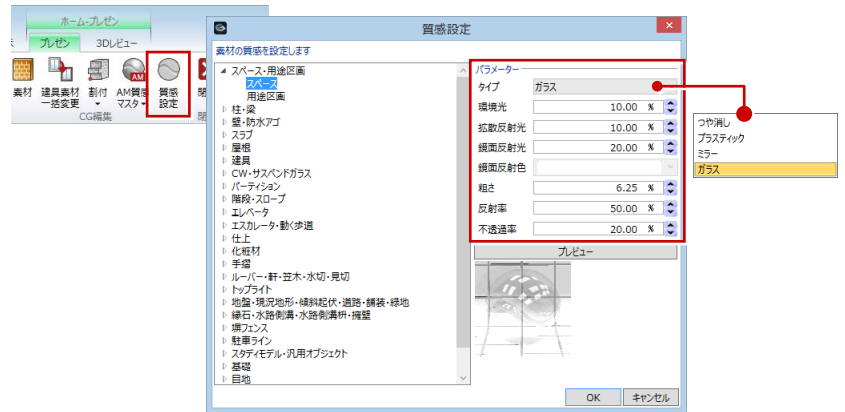 ホーム-プレゼン
プレゼン 3Dレビュー
素材
建具素材
一括変更
割付
AM質感
マスタ
質感
設定
CG編集
質感設定
素材の質感を設定します
スペース・用途区画
スペース
用途区画
柱・梁
壁・防水アゴ
スラブ
屋根
建具
CW・サスペンドガラス
パーティション
階段・スロープ
エレベータ
エスカレータ・動く歩道
仕上
化粧材
手摺
ルーバー・軒・笠木・水切・見切
トップライト
地盤・現況地形・傾斜起伏・道路・舗装・緑地
縁石・水路側溝・水路側溝桝・擁壁
塀フェンス
駐車ライン
スタディモデル・汎用オブジェクト
基礎
目地
パラメーター
タイプ ガラス
環境光 10.00 %
拡散反射光 10.00 %
鏡面反射光 20.00 %
鏡面反射色
粗さ 6.25 %
反射率 50.00 %
不透過率 20.00 %
プレビュー
OK キャンセル
つや消し
プラスティック
ミラー
ガラス